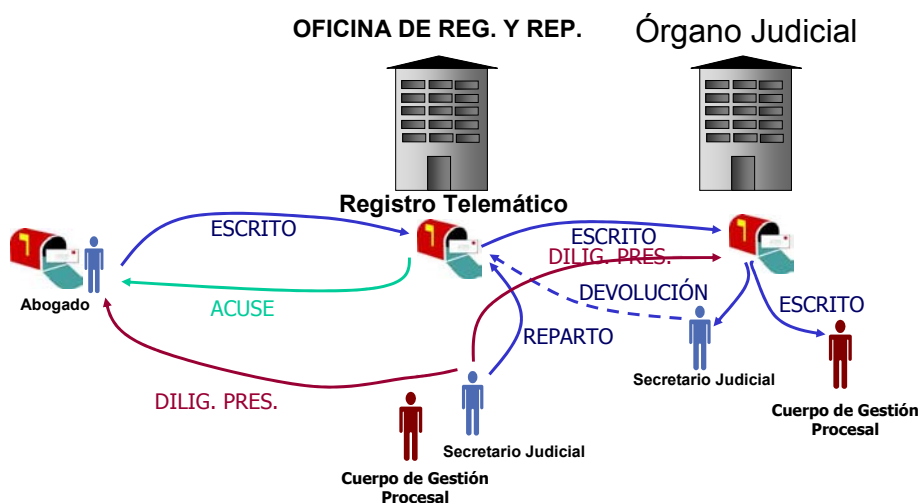 OFICINA DE REG. Y REP.
Órgano Judicial
Registro Telemático
ESCRITO
ESCRITO
DILIG. PRES.
Abogado
ACUSE
DEVOLUCIÓN
ESCRITO
REPARTO
Secretario Judicial
DILIG. PRES.
Cuerpo de Gestión
Procesal
Secretario Judicial
Cuerpo de Gestión
Procesal